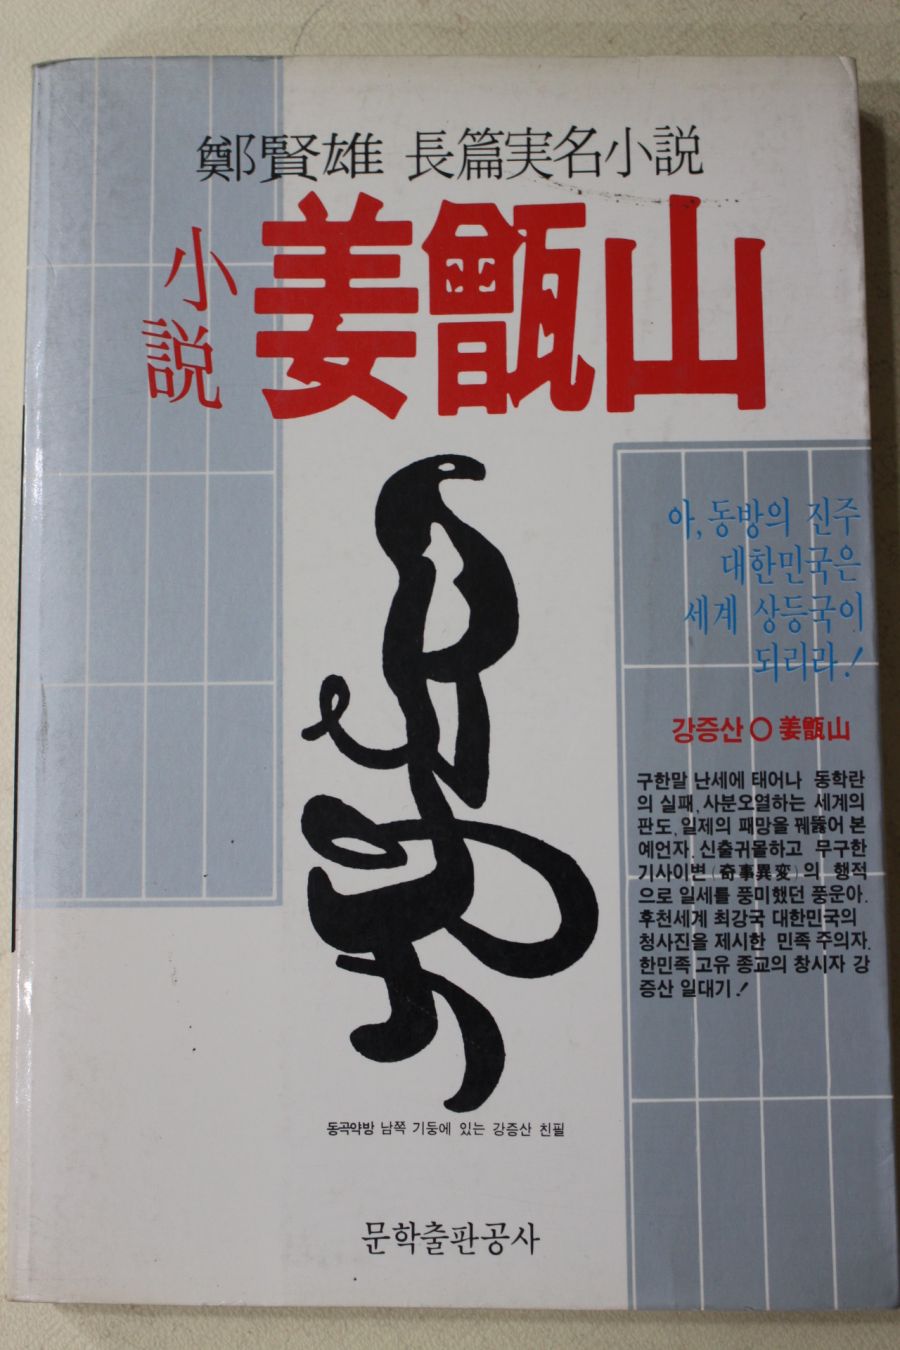 鄭賢雄 長篇実名小説
小説 姜甑山
아, 동방의 진주
대한민국은
세계 상등국이
되리라!
강증산 ○ 姜甑山
구한말 난세에 태어나 동학란
의 실패, 사분오열하는 세계의
판도, 일제의 패망을 꿰뚫어 본
예언자. 신출귀몰하고 무구한
기사이변(奇事異変)의 행적
으로 일세를 풍미했던 풍운아.
후천세계 최강국 대한민국의
청사진을 제시한 민족 주의자.
한민족 고유 종교의 창시자 강
증산 일대기!
동곡약방 남쪽 기둥에 있는 강증산 친필
문학출판공사